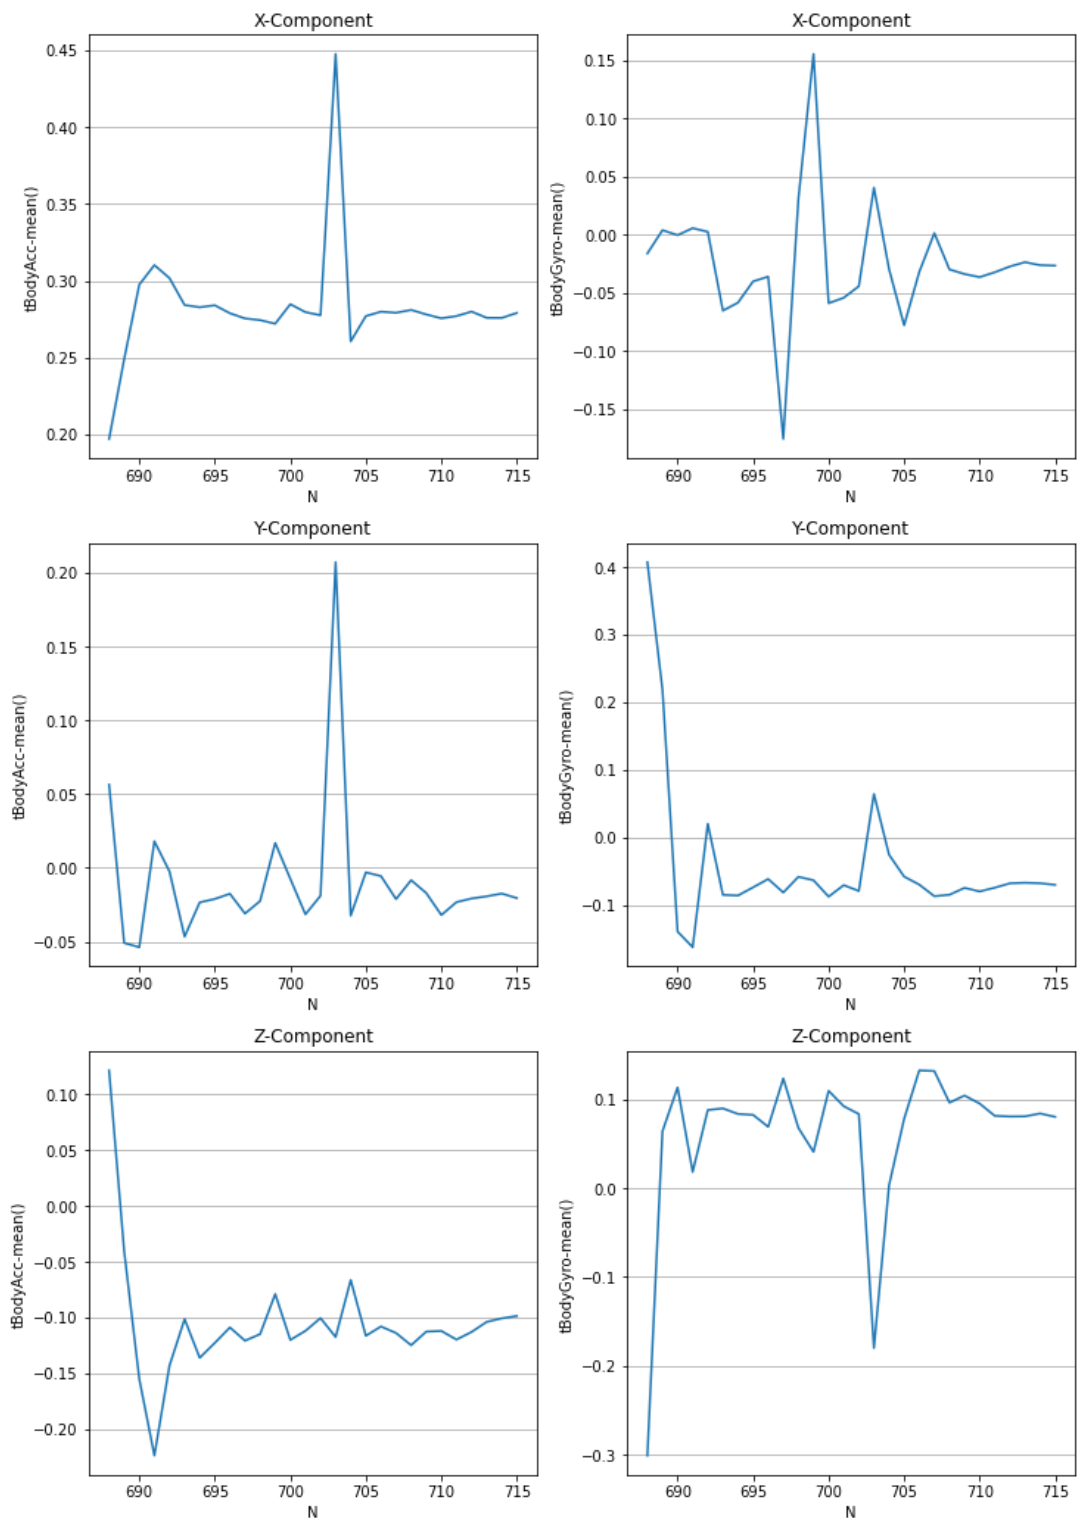 X-Component
0.45
0.40
0.35
0.30
0.25
0.20
tBodyAcc-mean()
690 695 700 705 710 715
N
X-Component
0.15
0.10
0.05
0.00
−0.05
−0.10
−0.15
tBodyGyro-mean()
690 695 700 705 710 715
N
Y-Component
0.20
0.15
0.10
0.05
0.00
−0.05
tBodyAcc-mean()
690 695 700 705 710 715
N
Y-Component
0.4
0.3
0.2
0.1
0.0
−0.1
tBodyGyro-mean()
690 695 700 705 710 715
N
Z-Component
0.10
0.05
0.00
−0.05
−0.10
−0.15
−0.20
tBodyAcc-mean()
690 695 700 705 710 715
N
Z-Component
0.1
0.0
−0.1
−0.2
−0.3
tBodyGyro-mean()
690 695 700 705 710 715
N